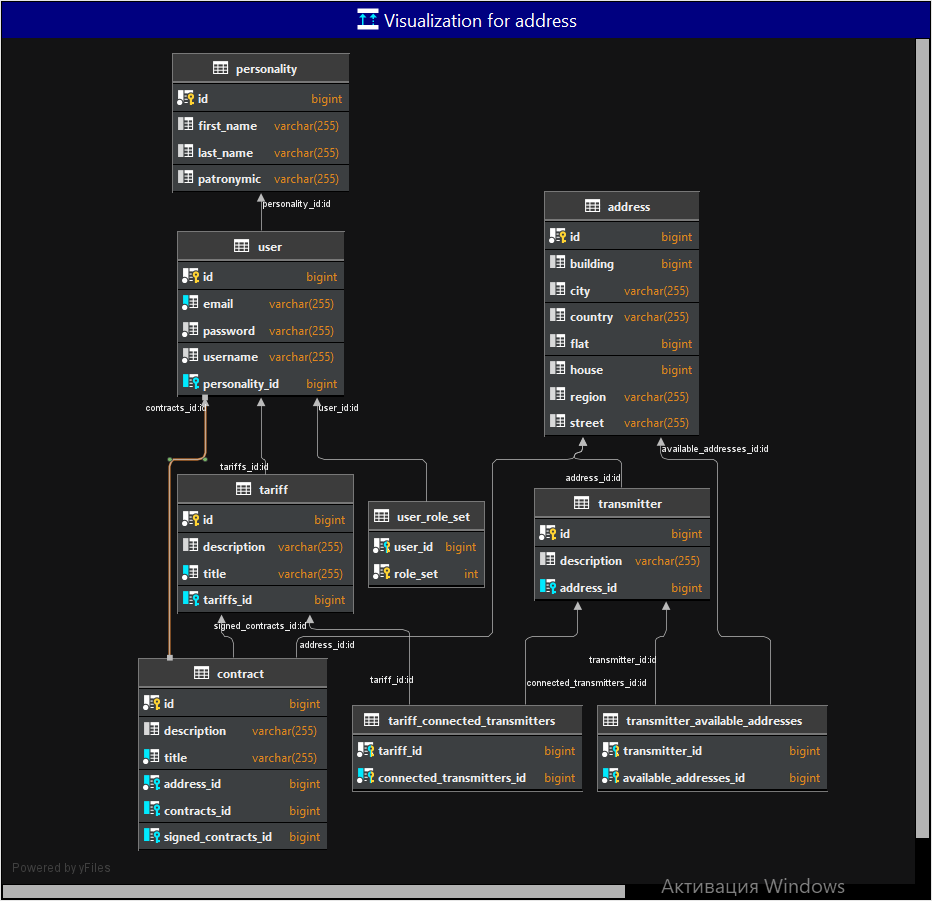 Visualization for address
personality
id bigint
first_name varchar(255)
last_name varchar(255)
patronymic varchar(255)
personality_id:id
address
id bigint
building bigint
city varchar(255)
country varchar(255)
flat bigint
house bigint
region varchar(255)
street varchar(255)
user
id bigint
email varchar(255)
password varchar(255)
username varchar(255)
personality_id bigint
contracts_id:id
user_id:id
tariffs_id:id
available_addresses_id:id
address_id:id
tariff
id bigint
description varchar(255)
title varchar(255)
tariffs_id bigint
user_role_set
user_id bigint
role_set int
transmitter
id bigint
description varchar(255)
address_id bigint
signed_contracts_id:id
address_id:id
tariff_id:id
transmitter_id:id
connected_transmitters_id:id
contract
id bigint
description varchar(255)
title varchar(255)
address_id bigint
contracts_id bigint
signed_contracts_id bigint
tariff_connected_transmitters
tariff_id bigint
connected_transmitters_id bigint
transmitter_available_addresses
transmitter_id bigint
available_addresses_id bigint
Powered by yFiles
Активация Windows